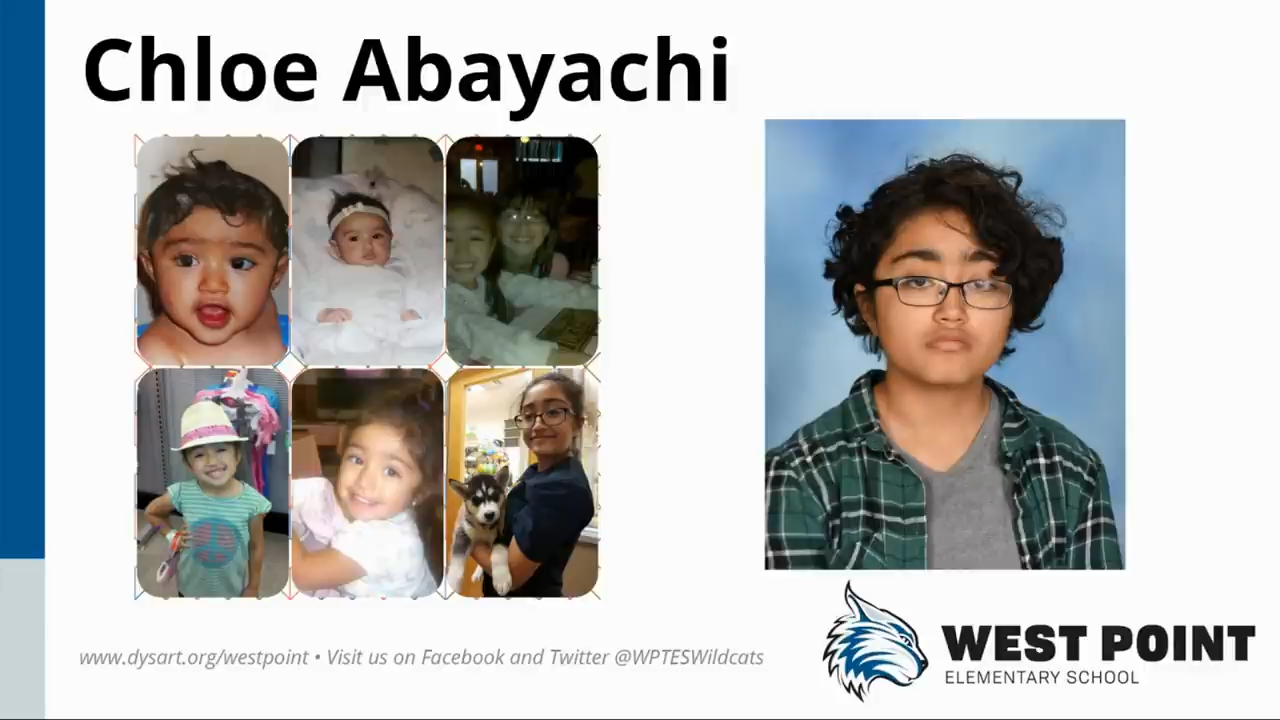 Chloe Abayachi
www.dysart.org/westpoint • Visit us on Facebook and Twitter @WPTESWildcats
WEST POINT
ELEMENTARY SCHOOL